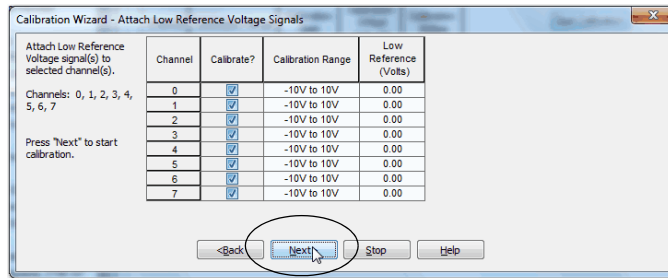 Calibration Wizard - Attach Low Reference Voltage Signals
Attach Low Reference
Voltage signal(s) to
selected channel(s).
Channels: 0, 1, 2, 3, 4,
5, 6, 7
Press "Next" to start
calibration.
Channel Calibrate? Calibration Range Low Reference (Volts)
0 -10V to 10V 0.00
1 -10V to 10V 0.00
2 -10V to 10V 0.00
3 -10V to 10V 0.00
4 -10V to 10V 0.00
5 -10V to 10V 0.00
6 -10V to 10V 0.00
7 -10V to 10V 0.00
<Back Next> Stop Help